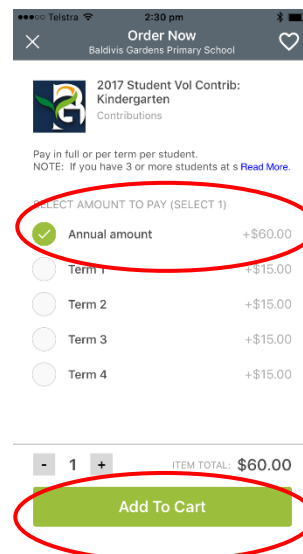 Telstra 2:30 pm
Order Now
Baldivis Gardens Primary School
2017 Student Vol Contrib:
Kindergarten
Contributions
Pay in full or per term per student.
NOTE: If you have 3 or more students at s Read More.
SELECT AMOUNT TO PAY (SELECT 1)
Annual amount +$60.00
Term 1 +$15.00
Term 2 +$15.00
Term 3 +$15.00
Term 4 +$15.00
- 1 + ITEM TOTAL: $60.00
Add To Cart